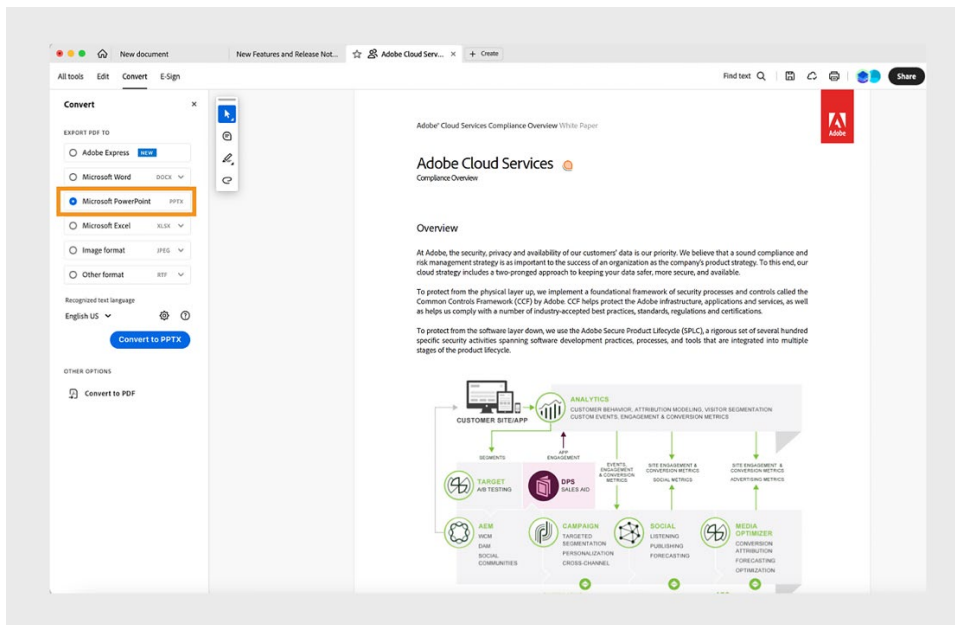 New document
New Features and Release Not...
Adobe Cloud Serv...
+ Create
All tools Edit Convert E-Sign
Find text
Share
Convert
EXPORT PDF TO
Adobe Express NEW
Microsoft Word DOCX
Microsoft PowerPoint PPTX
Microsoft Excel XLSX
Image format JPEG
Other format RTF
Recognized text language
English US
Convert to PPTX
OTHER OPTIONS
Convert to PDF
Adobe® Cloud Services Compliance Overview White Paper
Adobe
Adobe Cloud Services
Compliance Overview
Overview
At Adobe, the security, privacy and availability of our customers' data is our priority. We believe that a sound compliance and
risk management strategy is as important to the success of an organization as the company's product strategy. To this end, our
cloud strategy includes a two-pronged approach to keeping your data safer, more secure, and available.
To protect from the physical layer up, we implement a foundational framework of security processes and controls called the
Common Controls Framework (CCF) by Adobe. CCF helps protect the Adobe infrastructure, applications and services, as well
as helps us comply with a number of industry-accepted best practices, standards, regulations and certifications.
To protect from the software layer down, we use the Adobe Secure Product Lifecycle (SPLC), a rigorous set of several hundred
specific security activities spanning software development practices, processes, and tools that are integrated into multiple
stages of the product lifecycle.
CUSTOMER SITE/APP
ANALYTICS
CUSTOMER BEHAVIOR, ATTRIBUTION MODELING, VISITOR SEGMENTATION
CUSTOM EVENTS, ENGAGEMENT & CONVERSION METRICS
SEGMENTS
APP
ENGAGEMENT
EVENTS,
ENGAGEMENT
& CONVERSION
METRICS
SITE ENGAGEMENT &
CONVERSION METRICS
SOCIAL METRICS
SITE ENGAGEMENT &
CONVERSION METRICS
ADVERTISING METRICS
TARGET
A/B TESTING
DPS
SALES AID
AEM
WCM
DAM
SOCIAL
COMMUNITIES
CAMPAIGN
TARGETED
SEGMENTATION
PERSONALIZATION
CROSS-CHANNEL
SOCIAL
LISTENING
PUBLISHING
FORECASTING
MEDIA
OPTIMIZER
CONVERSION
ATTRIBUTION
FORECASTING
OPTIMIZATION